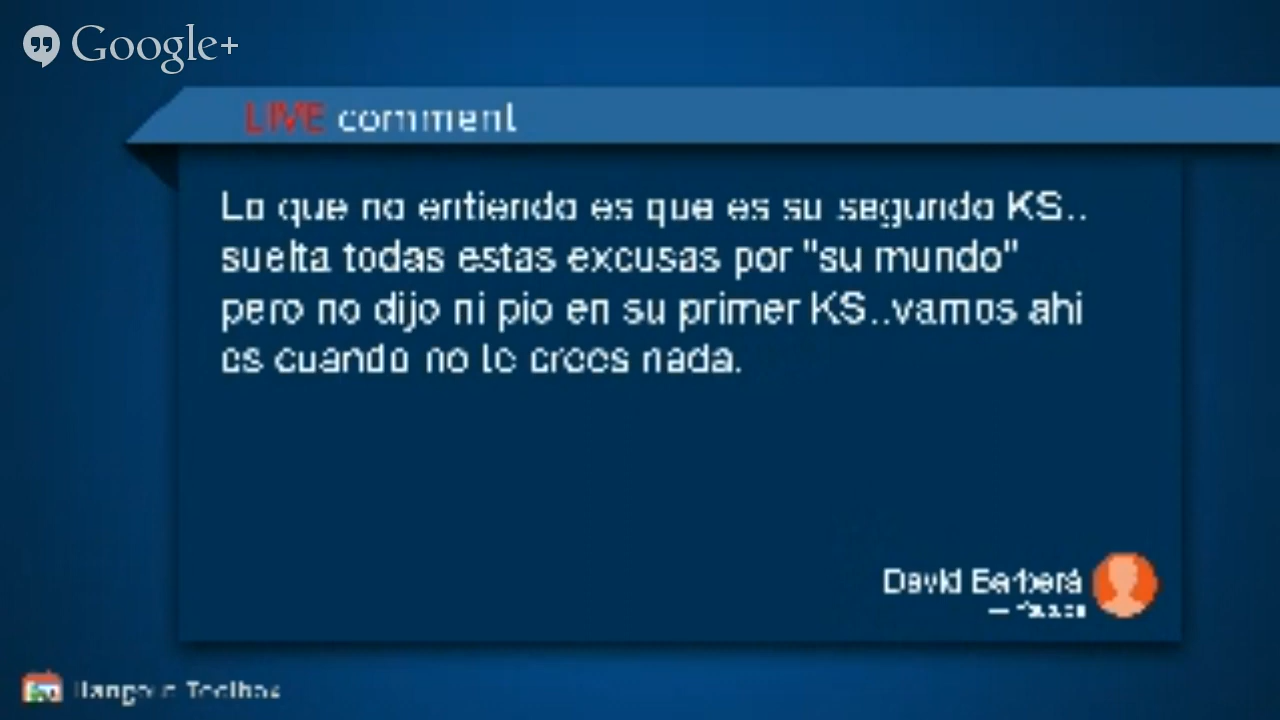 Google+
LIVE comment
Lo que no entiendo es que es su segundo KS..
suelta todas estas excusas por "su mundo"
pero no dijo ni pio en su primer KS..vamos ahi
es cuando no le crees nada.
David Barberá
Hangout Toolbox